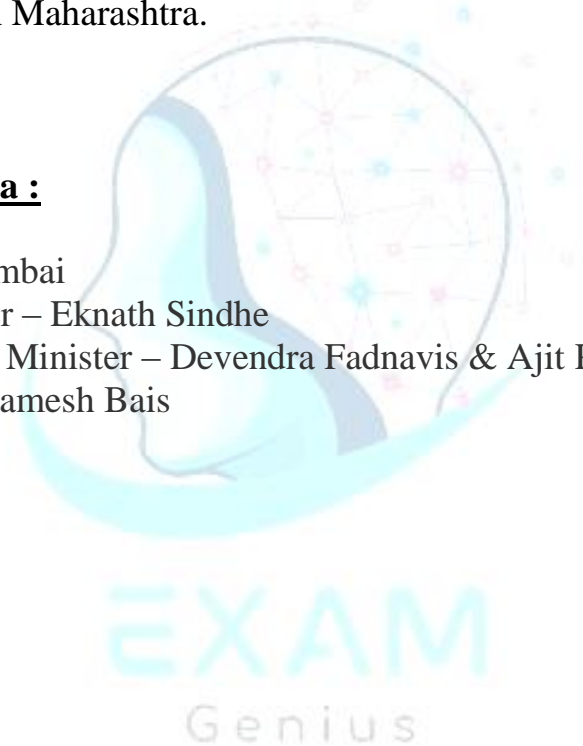 Maharashtra.
a :
mbai
r – Eknath Sindhe
Minister – Devendra Fadnavis & Ajit
amesh Bais
EXAM
Genius